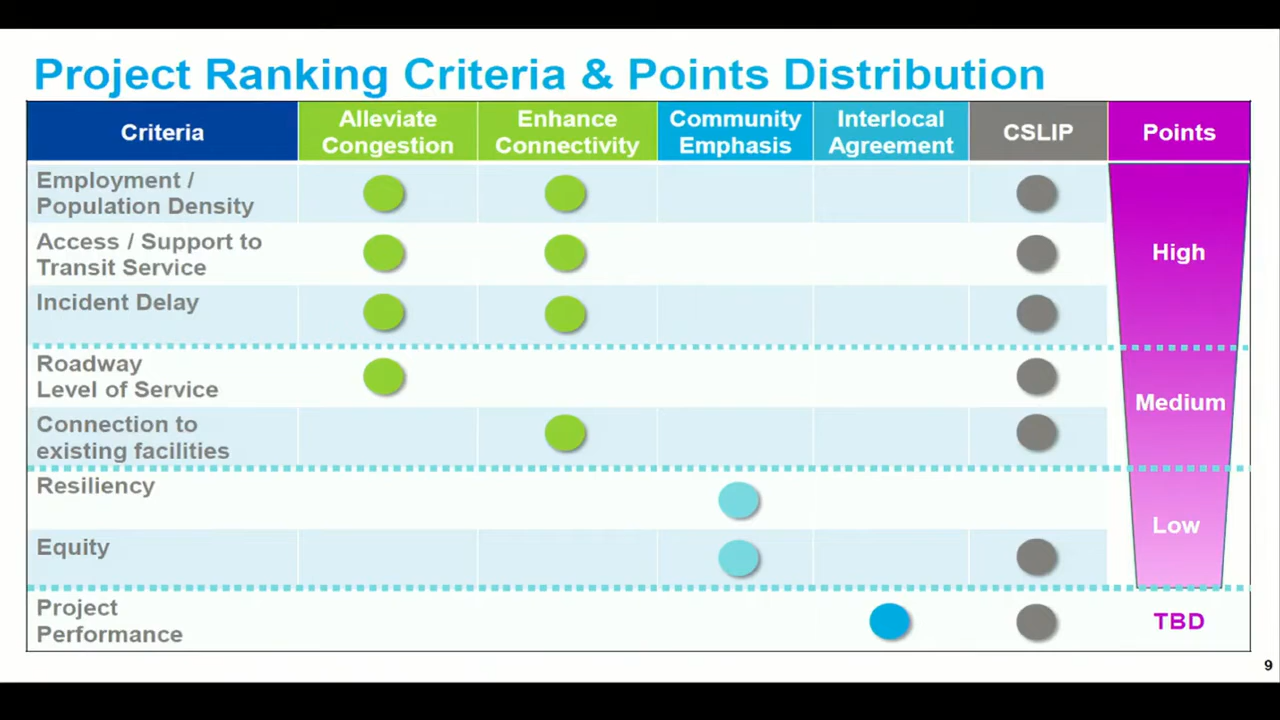 Project Ranking Criteria & Points Distribution
Criteria
Alleviate
Congestion
Enhance
Connectivity
Community
Emphasis
Interlocal
Agreement
CSLIP
Points
Employment /
Population Density
Access / Support to
Transit Service
High
Incident Delay
Roadway
Level of Service
Medium
Connection to
existing facilities
Resiliency
Low
Equity
Project
Performance
TBD
9